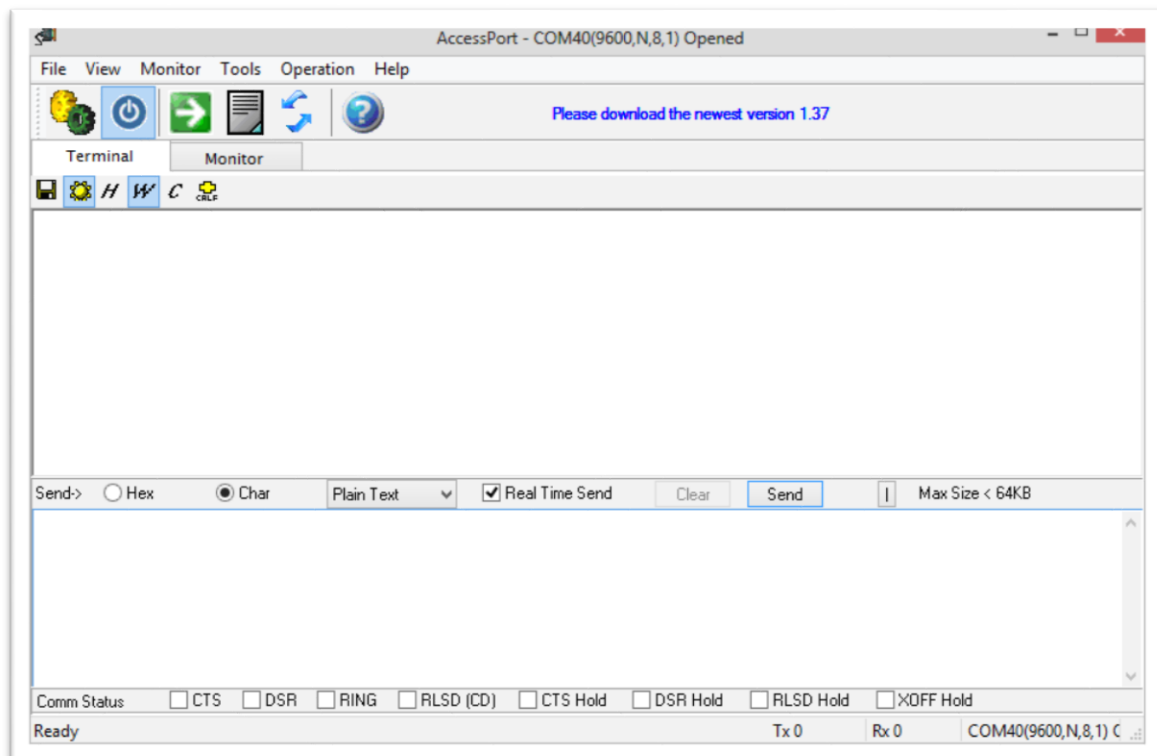 AccessPort - COM40(9600,N,8,1) Opened
File View Monitor Tools Operation Help
Please download the newest version 1.37
Terminal Monitor
H W C CRLF
Send-> Hex Char Plain Text Real Time Send Clear Send | Max Size < 64KB
Comm Status CTS DSR RING RLSD (CD) CTS Hold DSR Hold RLSD Hold XOFF Hold
Ready Tx 0 Rx 0 COM40(9600,N,8,1) C